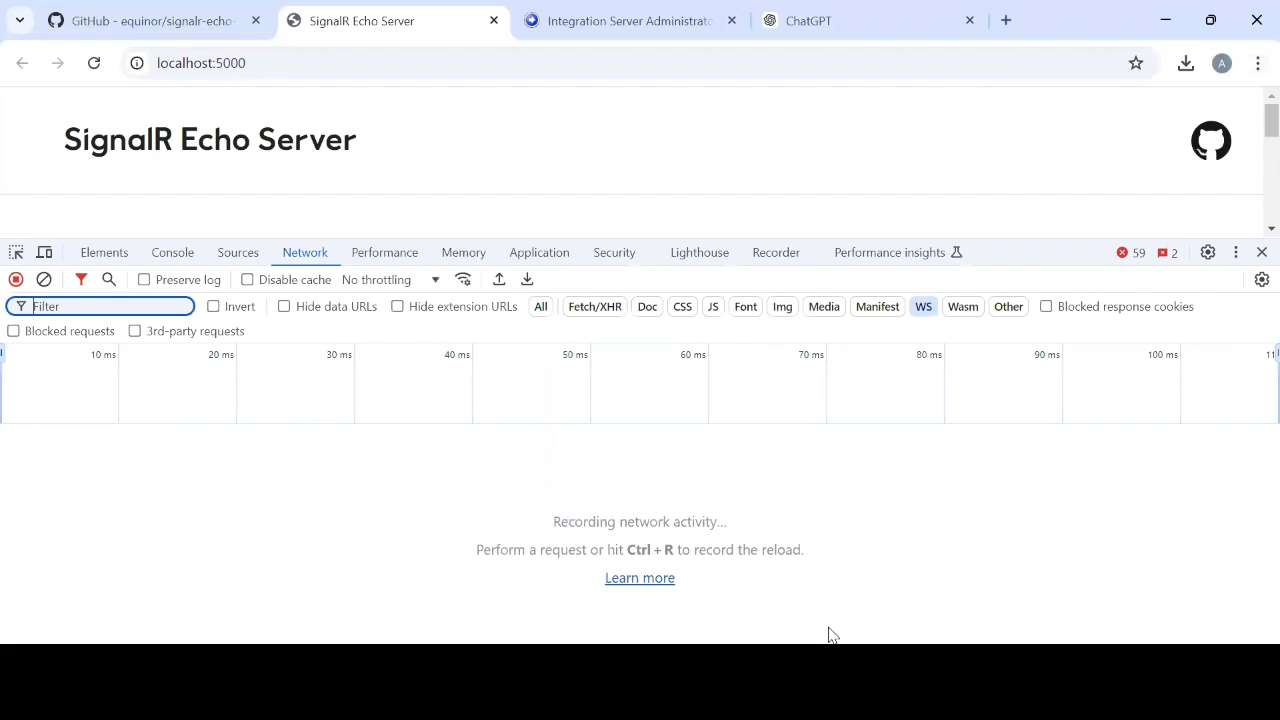 GitHub - equinor/signalr-echo-
SignalR Echo Server
Integration Server Administrato
ChatGPT
localhost:5000
A
SignalR Echo Server
Elements
Console
Sources
Network
Performance
Memory
Application
Security
Lighthouse
Recorder
Performance insights
59
2
Preserve log
Disable cache
No throttling
Filter
Invert
Hide data URLs
Hide extension URLs
All
Fetch/XHR
Doc
CSS
JS
Font
Img
Media
Manifest
WS
Wasm
Other
Blocked response cookies
Blocked requests
3rd-party requests
10 ms
20 ms
30 ms
40 ms
50 ms
60 ms
70 ms
80 ms
90 ms
100 ms
11
Recording network activity...
Perform a request or hit Ctrl + R to record the reload.
Learn more